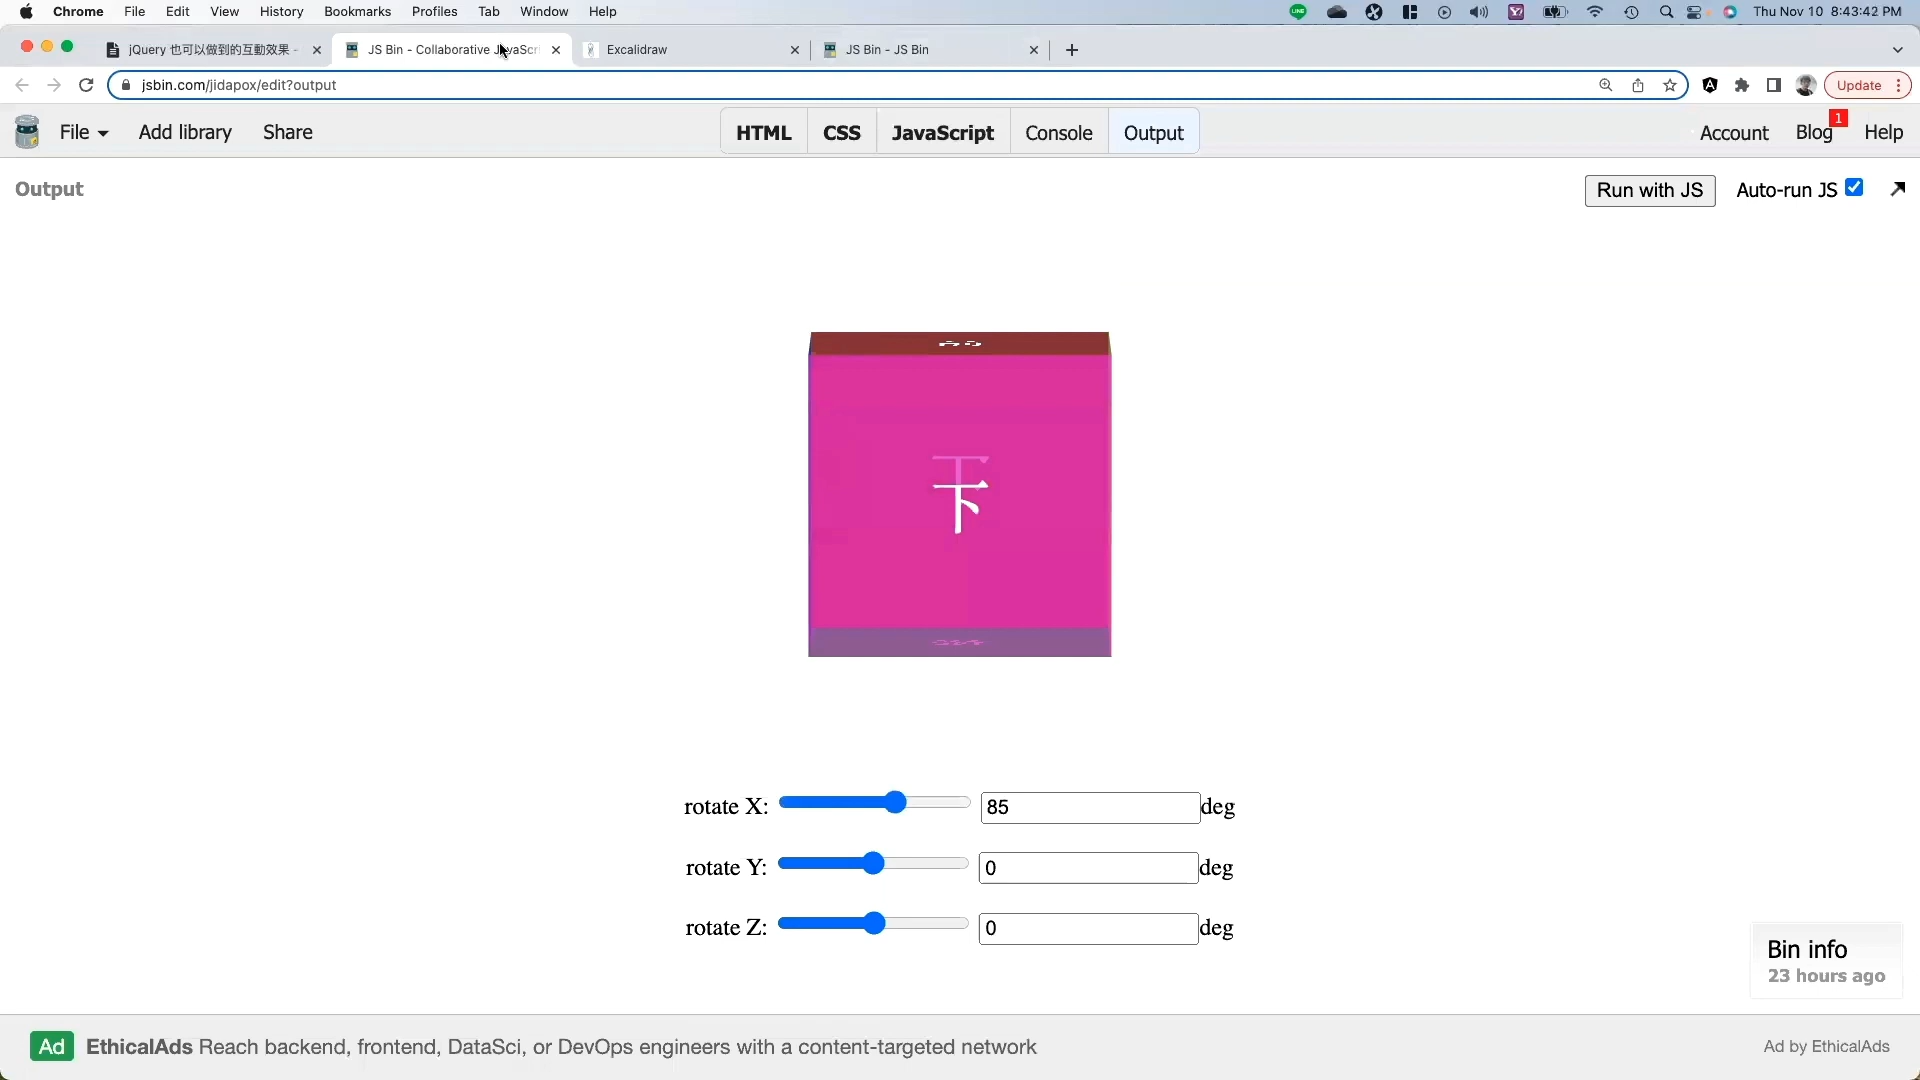 Chrome File Edit View History Bookmarks Profiles Tab Window Help
Thu Nov 10 8:43:42 PM
jQuery 也可以做到的互動效果 -
JS Bin - Collaborative JavaScri
Excalidraw
JS Bin - JS Bin
jsbin.com/jidapox/edit?output
Update
File
Add library
Share
HTML
CSS
JavaScript
Console
Output
Account
Blog
1
Help
Output
Run with JS
Auto-run JS
下
rotate X:
85
deg
rotate Y:
0
deg
rotate Z:
0
deg
Bin info
23 hours ago
Ad
EthicalAds Reach backend, frontend, DataSci, or DevOps engineers with a content-targeted network
Ad by EthicalAds